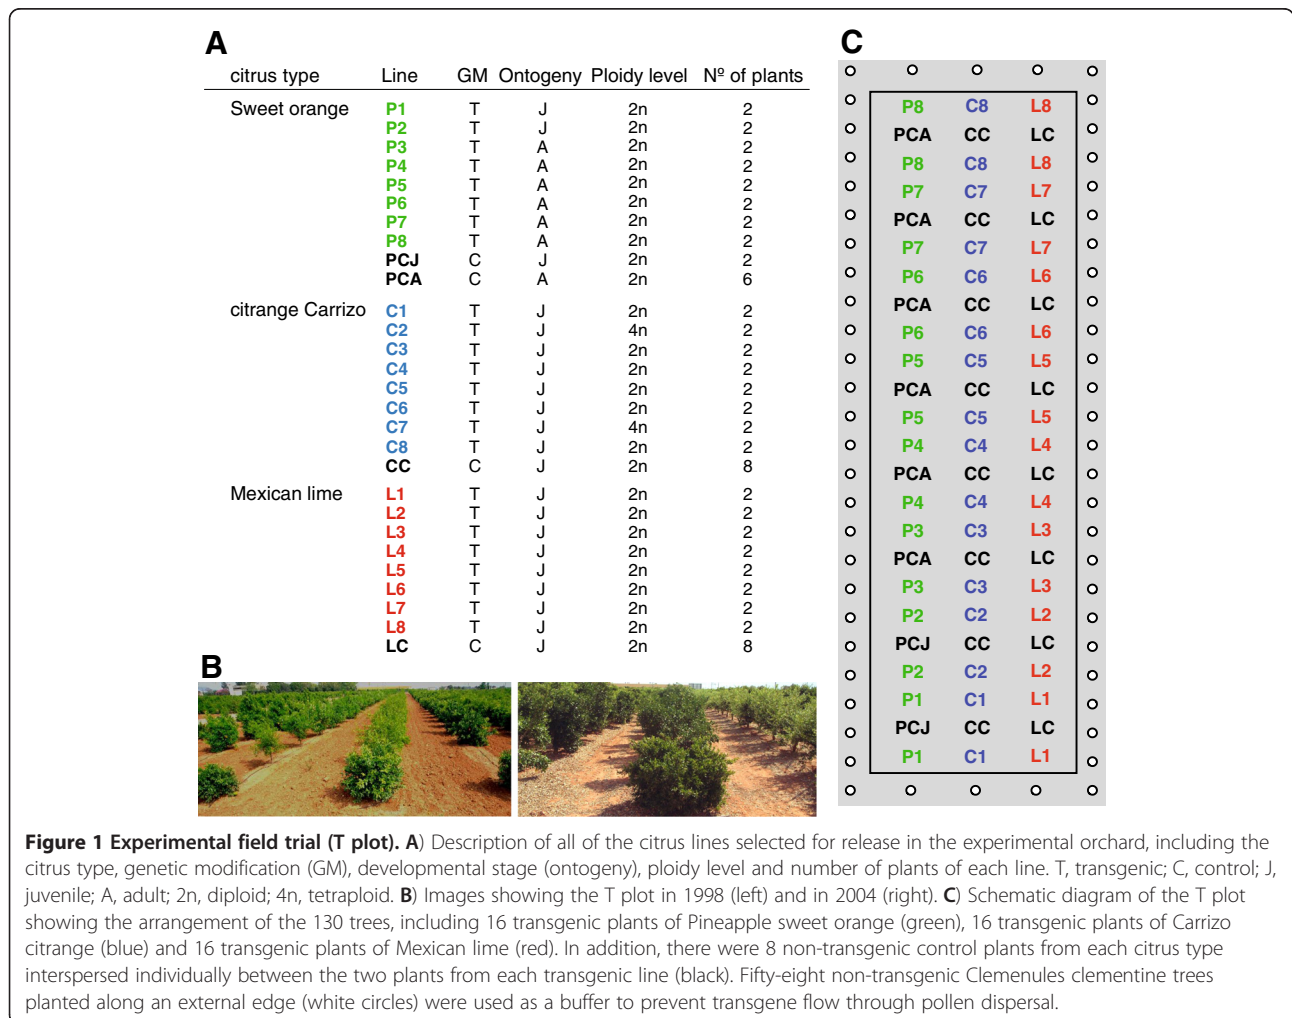 A
citrus type Line GM Ontogeny Ploidy level Nº of plants
Sweet orange P1 T J 2n 2
P2 T J 2n 2
P3 T A 2n 2
P4 T A 2n 2
P5 T A 2n 2
P6 T A 2n 2
P7 T A 2n 2
P8 T A 2n 2
PCJ C J 2n 2
PCA C A 2n 6
citrange Carrizo C1 T J 2n 2
C2 T J 4n 2
C3 T J 2n 2
C4 T J 2n 2
C5 T J 2n 2
C6 T J 2n 2
C7 T J 4n 2
C8 T J 2n 2
CC C J 2n 8
Mexican lime L1 T J 2n 2
L2 T J 2n 2
L3 T J 2n 2
L4 T J 2n 2
L5 T J 2n 2
L6 T J 2n 2
L7 T J 2n 2
L8 T J 2n 2
LC C J 2n 8
B
C
P8 C8 L8
PCA CC LC
P8 C8 L8
P7 C7 L7
PCA CC LC
P7 C7 L7
P6 C6 L6
PCA CC LC
P6 C6 L6
P5 C5 L5
PCA CC LC
P5 C5 L5
P4 C4 L4
PCA CC LC
P4 C4 L4
P3 C3 L3
PCA CC LC
P3 C3 L3
P2 C2 L2
PCJ CC LC
P2 C2 L2
P1 C1 L1
PCJ CC LC
P1 C1 L1
Figure 1 Experimental field trial (T plot). A) Description of all of the citrus lines selected for release in the experimental orchard, including the
citrus type, genetic modification (GM), developmental stage (ontogeny), ploidy level and number of plants of each line. T, transgenic; C, control; J,
juvenile; A, adult; 2n, diploid; 4n, tetraploid. B) Images showing the T plot in 1998 (left) and in 2004 (right). C) Schematic diagram of the T plot
showing the arrangement of the 130 trees, including 16 transgenic plants of Pineapple sweet orange (green), 16 transgenic plants of Carrizo
citrange (blue) and 16 transgenic plants of Mexican lime (red). In addition, there were 8 non-transgenic control plants from each citrus type
interspersed individually between the two plants from each transgenic line (black). Fifty-eight non-transgenic Clemenules clementine trees
planted along an external edge (white circles) were used as a buffer to prevent transgene flow through pollen dispersal.